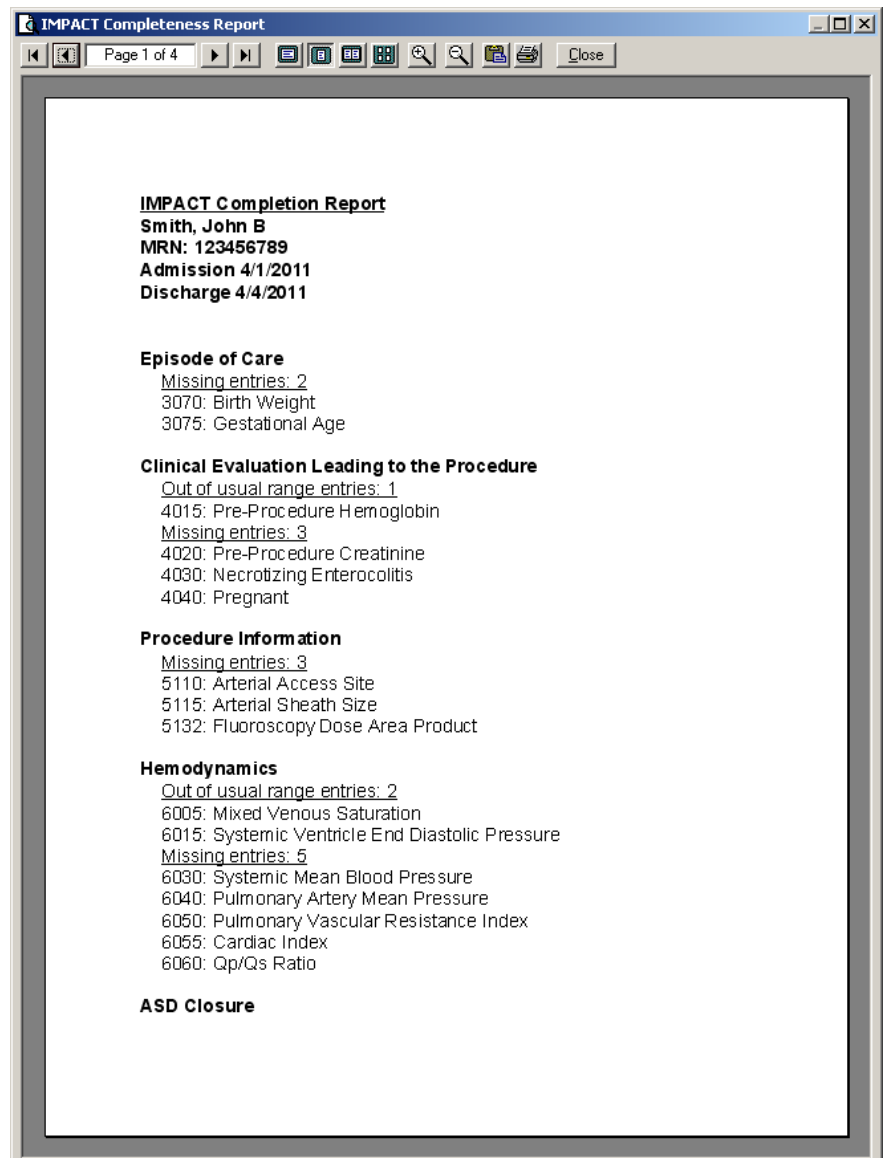 IMPACT Completeness Report
Page 1 of 4
Close
IMPACT Completion Report
Smith, John B
MRN: 123456789
Admission 4/1/2011
Discharge 4/4/2011
Episode of Care
Missing entries: 2
3070: Birth Weight
3075: Gestational Age
Clinical Evaluation Leading to the Procedure
Out of usual range entries: 1
4015: Pre-Procedure Hemoglobin
Missing entries: 3
4020: Pre-Procedure Creatinine
4030: Necrotizing Enterocolitis
4040: Pregnant
Procedure Information
Missing entries: 3
5110: Arterial Access Site
5115: Arterial Sheath Size
5132: Fluoroscopy Dose Area Product
Hemodynamics
Out of usual range entries: 2
6005: Mixed Venous Saturation
6015: Systemic Ventricle End Diastolic Pressure
Missing entries: 5
6030: Systemic Mean Blood Pressure
6040: Pulmonary Artery Mean Pressure
6050: Pulmonary Vascular Resistance Index
6055: Cardiac Index
6060: Qp/Qs Ratio
ASD Closure